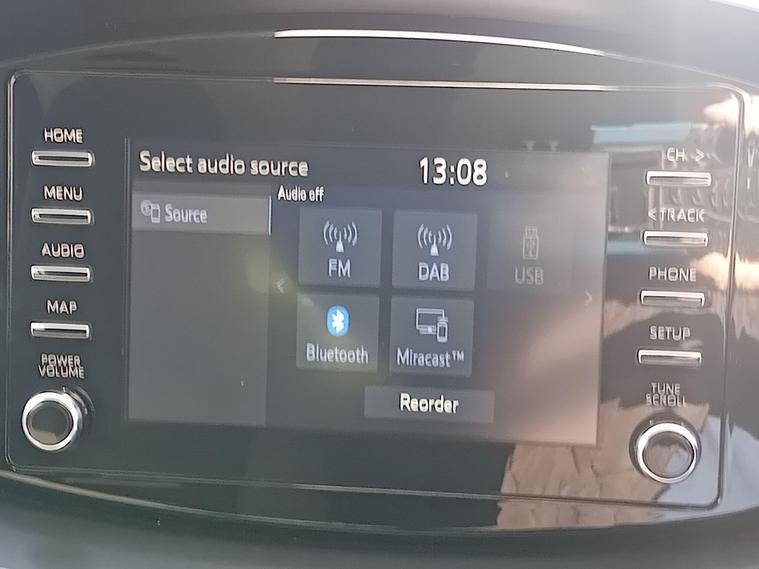 HOME
MENU
AUDIO
MAP
POWER
VOLUME
Select audio source
13:08
Source
Audio off
FM
DAB
USB
Bluetooth
Miracast™
Reorder
CH >
< TRACK
PHONE
SETUP
TUNE
SCROLL